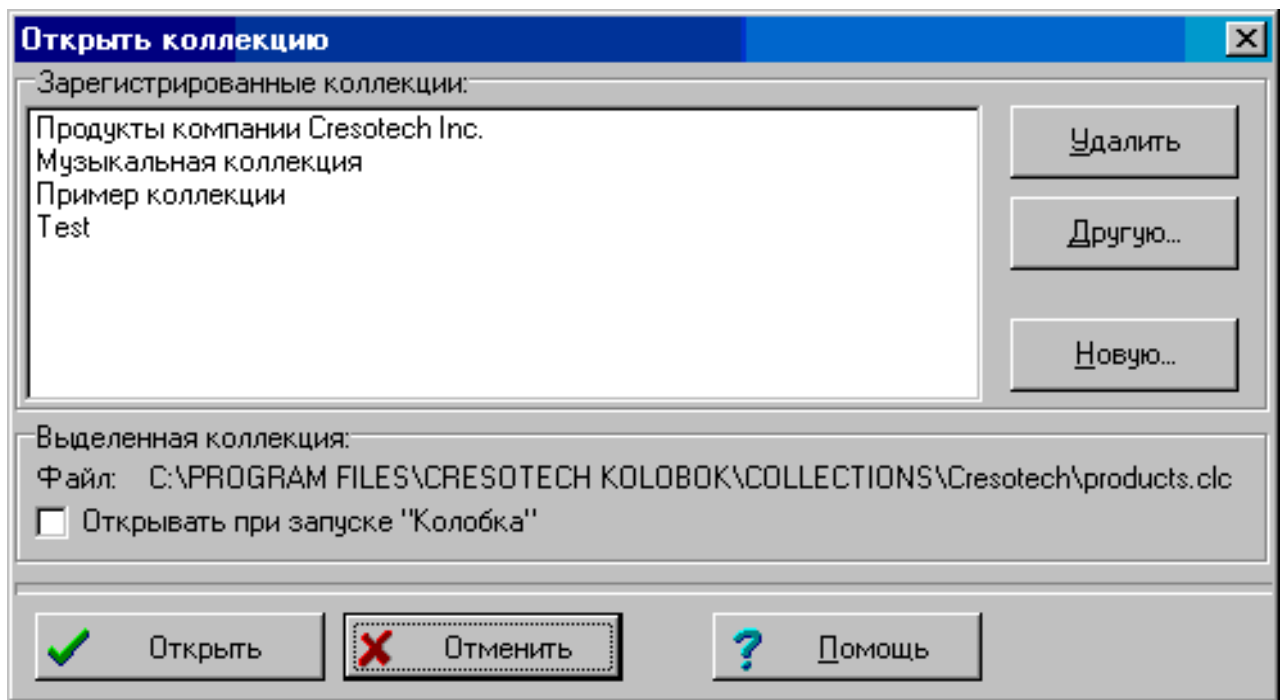 Открыть коллекцию
Зарегистрированные коллекции:
Продукты компании Cresotech Inc.
Музыкальная коллекция
Пример коллекции
Test
Удалить
Другую...
Новую...
Выделенная коллекция:
Файл: C:\PROGRAM FILES\CRESOTECH KOLOBOK\COLLECTIONS\Cresotech\products.clc
Открывать при запуске "Колобка"
Открыть
Отменить
Помощь